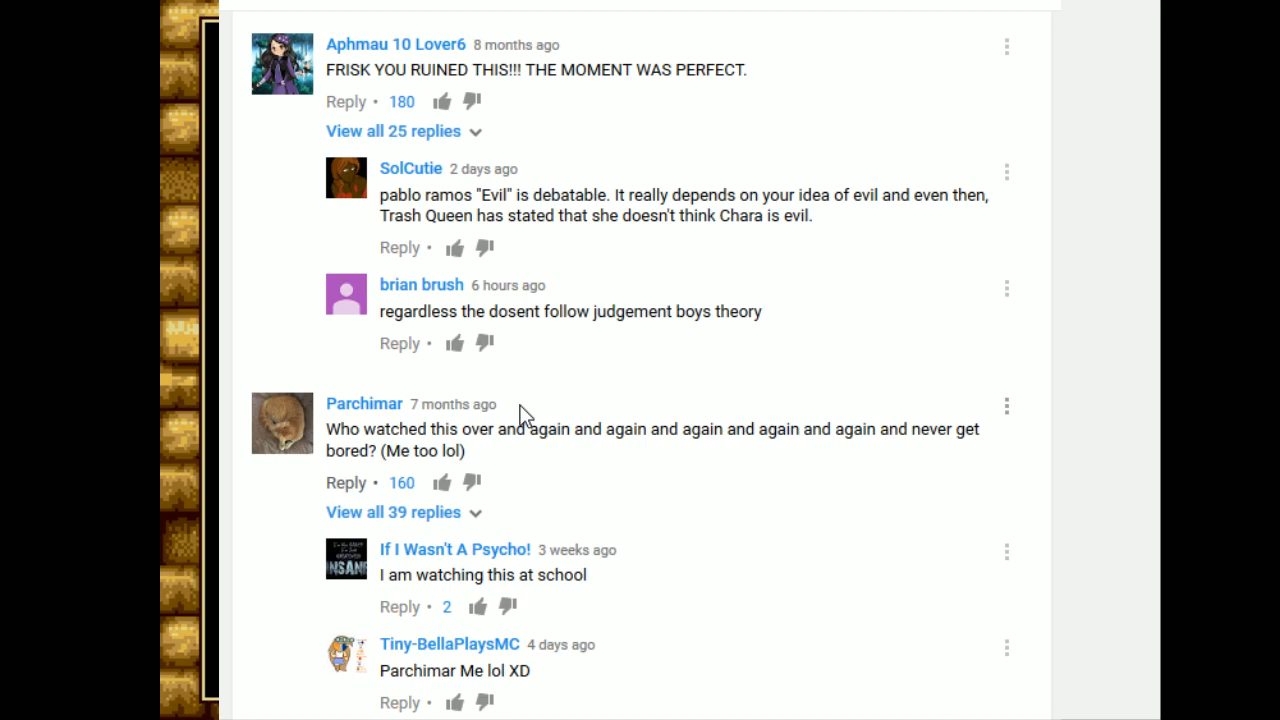 Aphmau 10 Lover6 8 months ago
FRISK YOU RUINED THIS!!! THE MOMENT WAS PERFECT.
Reply • 180
View all 25 replies
SolCutie 2 days ago
pablo ramos "Evil" is debatable. It really depends on your idea of evil and even then,
Trash Queen has stated that she doesn't think Chara is evil.
Reply •
brian brush 6 hours ago
regardless the dosent follow judgement boys theory
Reply •
Parchimar 7 months ago
Who watched this over and again and again and again and again and again and never get
bored? (Me too lol)
Reply • 160
View all 39 replies
If I Wasn't A Psycho! 3 weeks ago
I am watching this at school
Reply • 2
Tiny-BellaPlaysMC 4 days ago
Parchimar Me lol XD
Reply •